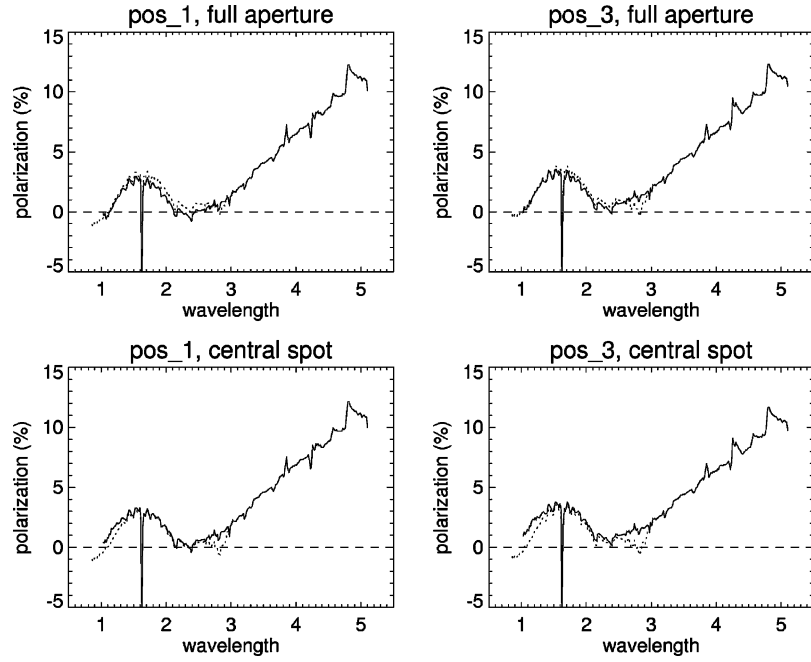 pos_1, full aperture
15
10
5
0
-5
polarization (%)
1 2 3 4 5
wavelength
pos_3, full aperture
15
10
5
0
-5
polarization (%)
1 2 3 4 5
wavelength
pos_1, central spot
15
10
5
0
-5
polarization (%)
1 2 3 4 5
wavelength
pos_3, central spot
15
10
5
0
-5
polarization (%)
1 2 3 4 5
wavelength